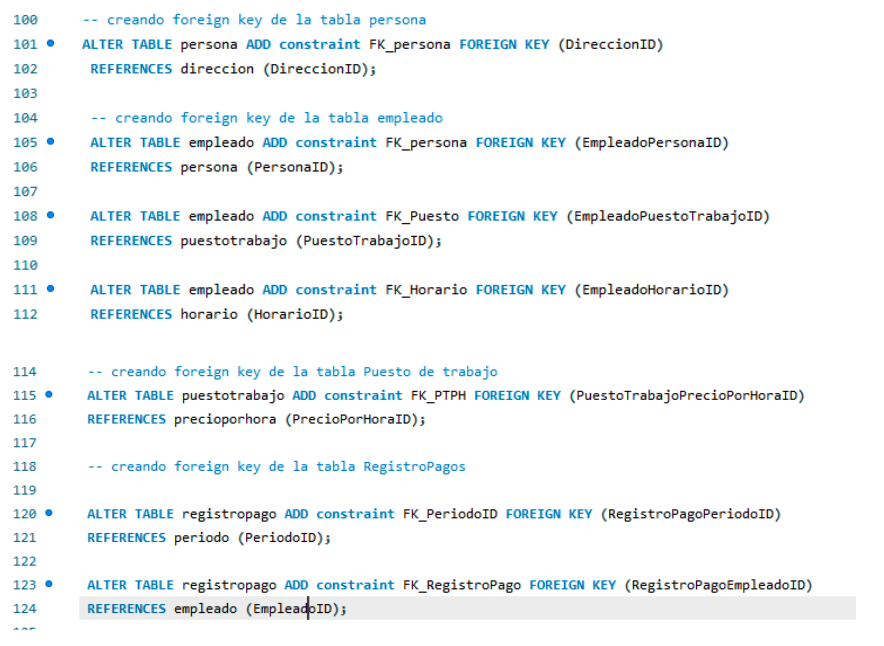 100 -- creando foreign key de la tabla persona
101 ALTER TABLE persona ADD constraint FK_persona FOREIGN KEY (DireccionID)
102 REFERENCES direccion (DireccionID);
103
104 -- creando foreign key de la tabla empleado
105 ALTER TABLE empleado ADD constraint FK_persona FOREIGN KEY (EmpleadoPersonaID)
106 REFERENCES persona (PersonaID);
107
108 ALTER TABLE empleado ADD constraint FK_Puesto FOREIGN KEY (EmpleadoPuestoTrabajoID)
109 REFERENCES puestotrabajo (PuestoTrabajoID);
110
111 ALTER TABLE empleado ADD constraint FK_Horario FOREIGN KEY (EmpleadoHorarioID)
112 REFERENCES horario (HorarioID);
114 -- creando foreign key de la tabla Puesto de trabajo
115 ALTER TABLE puestotrabajo ADD constraint FK_PTPH FOREIGN KEY (PuestoTrabajoPrecioPorHoraID)
116 REFERENCES precioporhora (PrecioPorHoraID);
117
118 -- creando foreign key de la tabla RegistroPagos
119
120 ALTER TABLE registropago ADD constraint FK_PeriodoID FOREIGN KEY (RegistroPagoPeriodoID)
121 REFERENCES periodo (PeriodoID);
122
123 ALTER TABLE registropago ADD constraint FK_RegistroPago FOREIGN KEY (RegistroPagoEmpleadoID)
124 REFERENCES empleado (EmpleadoID);